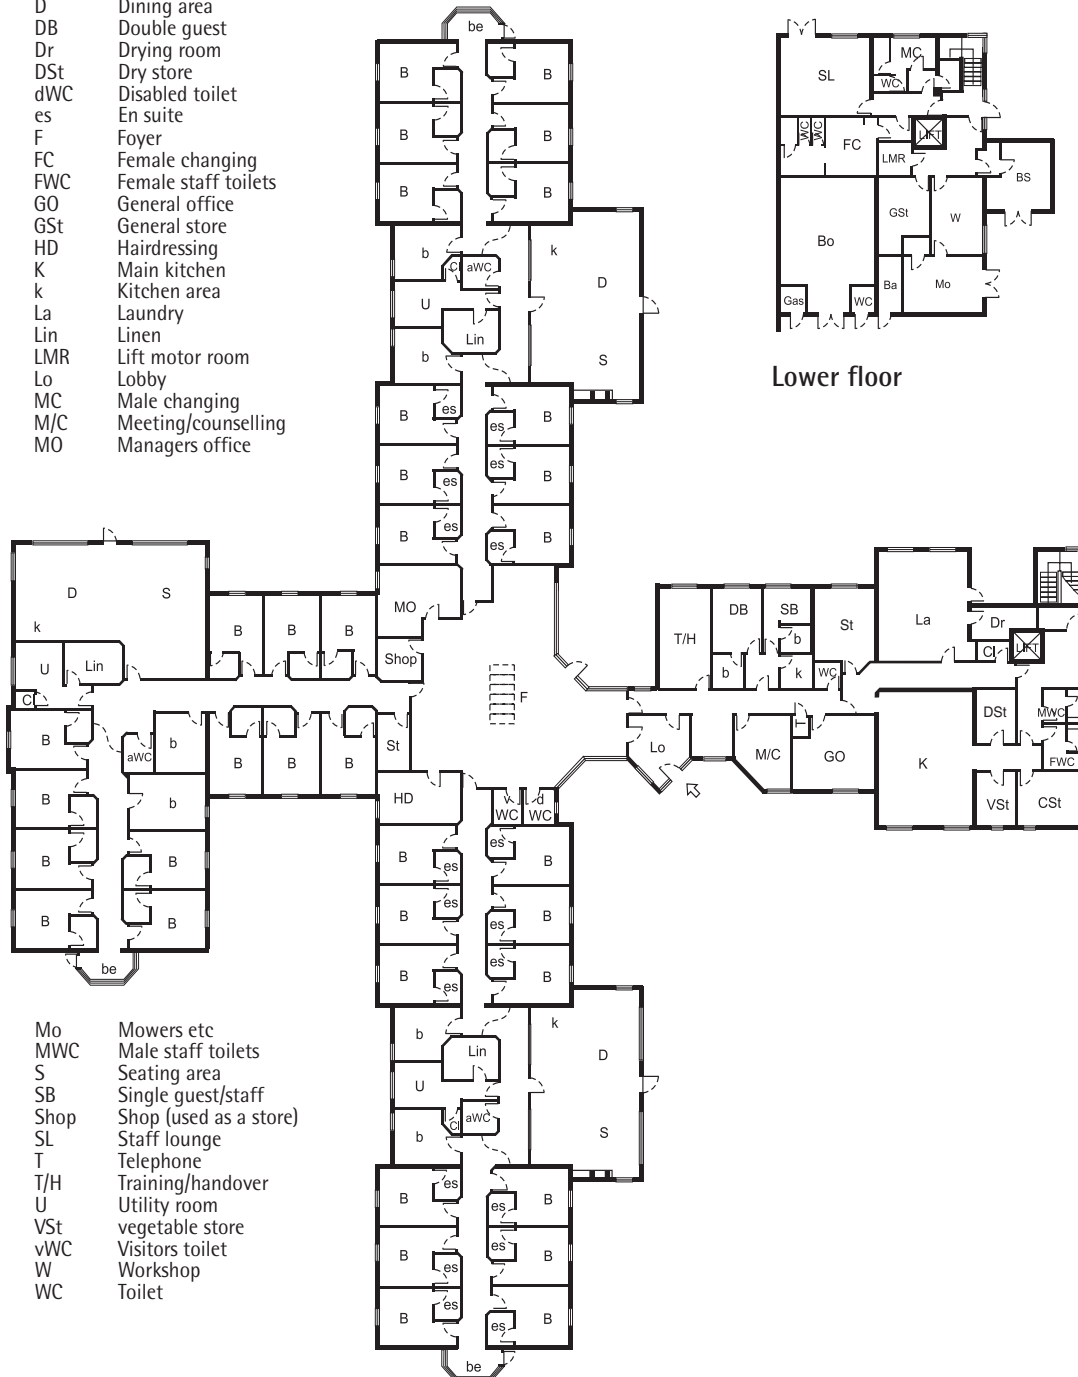 D Dining area
DB Double guest
Dr Drying room
DSt Dry store
dWC Disabled toilet
es En suite
F Foyer
FC Female changing
FWC Female staff toilets
GO General office
GSt General store
HD Hairdressing
K Main kitchen
k Kitchen area
La Laundry
Lin Linen
LMR Lift motor room
Lo Lobby
MC Male changing
M/C Meeting/counselling
MO Managers office
SL
MC
WC
WC
WC
FC
LIFT
LMR
BS
GSt
W
Bo
Ba
Mo
Gas
WC
Lower floor
be
B
B
B
B
B
B
b
Cl
aWC
k
D
U
Lin
b
S
B
es
es
B
B
es
es
B
B
es
es
B
MO
Shop
F
D
S
k
U
Lin
Cl
B
B
B
B
aWC
b
B
B
B
St
B
b
B
B
B
B
be
HD
v
WC
d
WC
T/H
DB
SB
b
b
k
St
WC
La
Dr
Cl
LIFT
Lo
M/C
T
GO
K
DSt
MWC
FWC
VSt
CSt
B
es
es
B
B
es
es
B
B
es
es
B
b
Lin
k
D
U
Cl
aWC
b
S
B
es
es
B
B
es
es
B
B
es
es
B
be
Mo Mowers etc
MWC Male staff toilets
S Seating area
SB Single guest/staff
Shop Shop (used as a store)
SL Staff lounge
T Telephone
T/H Training/handover
U Utility room
VSt vegetable store
vWC Visitors toilet
W Workshop
WC Toilet